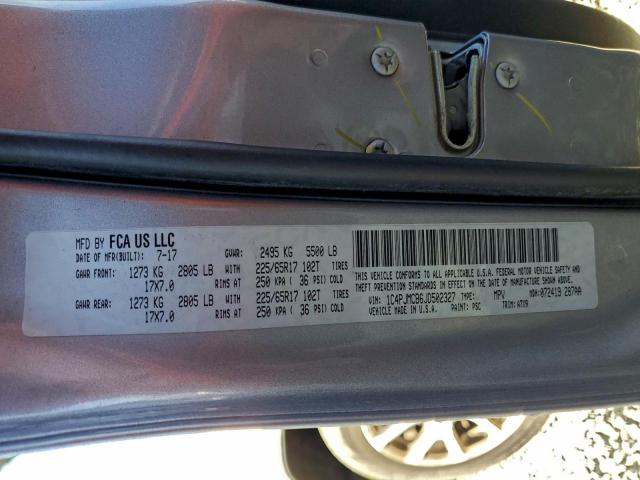 MFD BY FCA US LLC
DATE OF MFR(BUILT): 7-17 GVWR: 2495 KG 5500 LB
GAWR FRONT: 1273 KG 2805 LB WITH 225/65R17 102T TIRES
17X7.0 RIMS AT 250 KPA ( 36 PSI) COLD
GAWR REAR: 1273 KG 2805 LB WITH 225/65R17 102T TIRES
17X7.0 RIMS AT 250 KPA ( 36 PSI) COLD
THIS VEHICLE CONFORMS TO ALL APPLICABLE U.S.A. FEDERAL MOTOR VEHICLE SAFETY AND
THEFT PREVENTION STANDARDS IN EFFECT ON THE DATE OF MANUFACTURE SHOWN ABOVE.
VIN: 1C4PJMCB6JD502327 TYPE: MPV MDH: 072419 287AA
VEHICLE MADE IN U.S.A. PAINT: PSC TRIM: A7X9